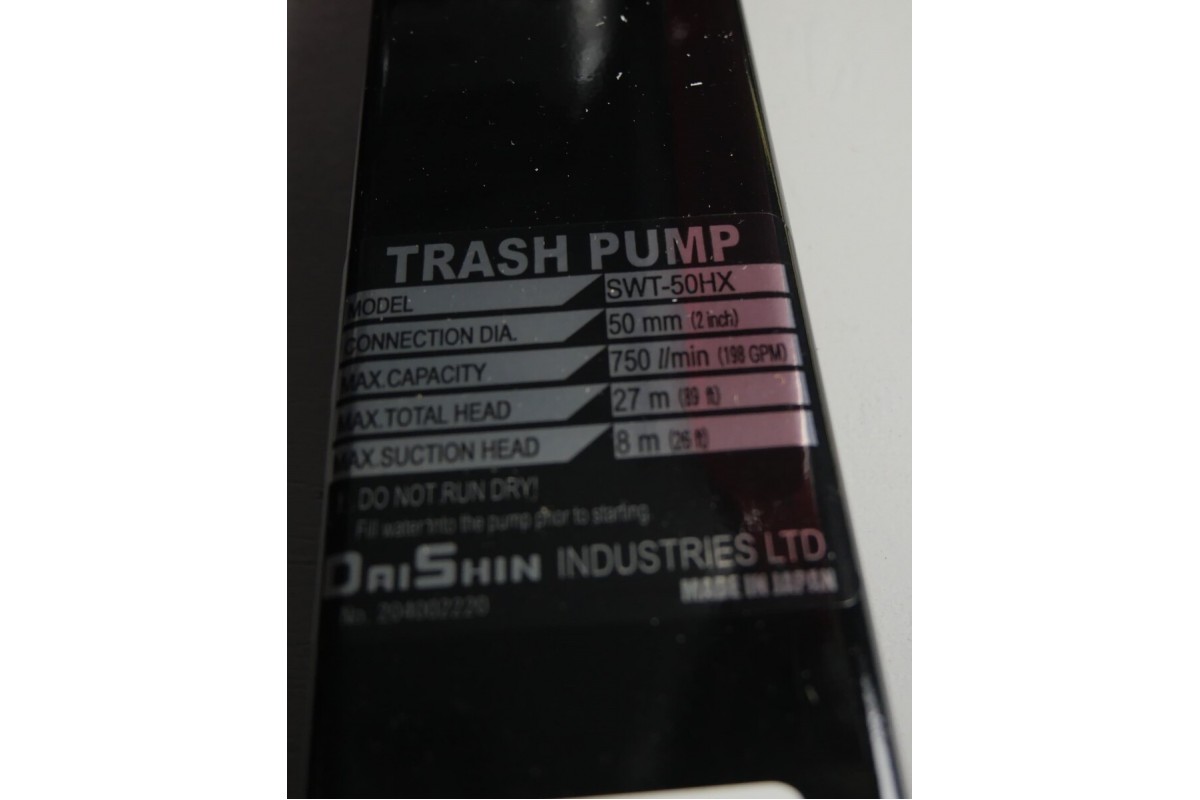 TRASH PUMP
MODEL SWT-50HX
CONNECTION DIA. 50 mm (2 inch)
MAX.CAPACITY 750 l/min (198 GPM)
MAX.TOTAL HEAD 27 m (89 ft)
MAX.SUCTION HEAD 8 m (26 ft)
! DO NOT RUN DRY!
Fill water into the pump prior to starting.
DAISHIN INDUSTRIES LTD.
MADE IN JAPAN
No. 204002220